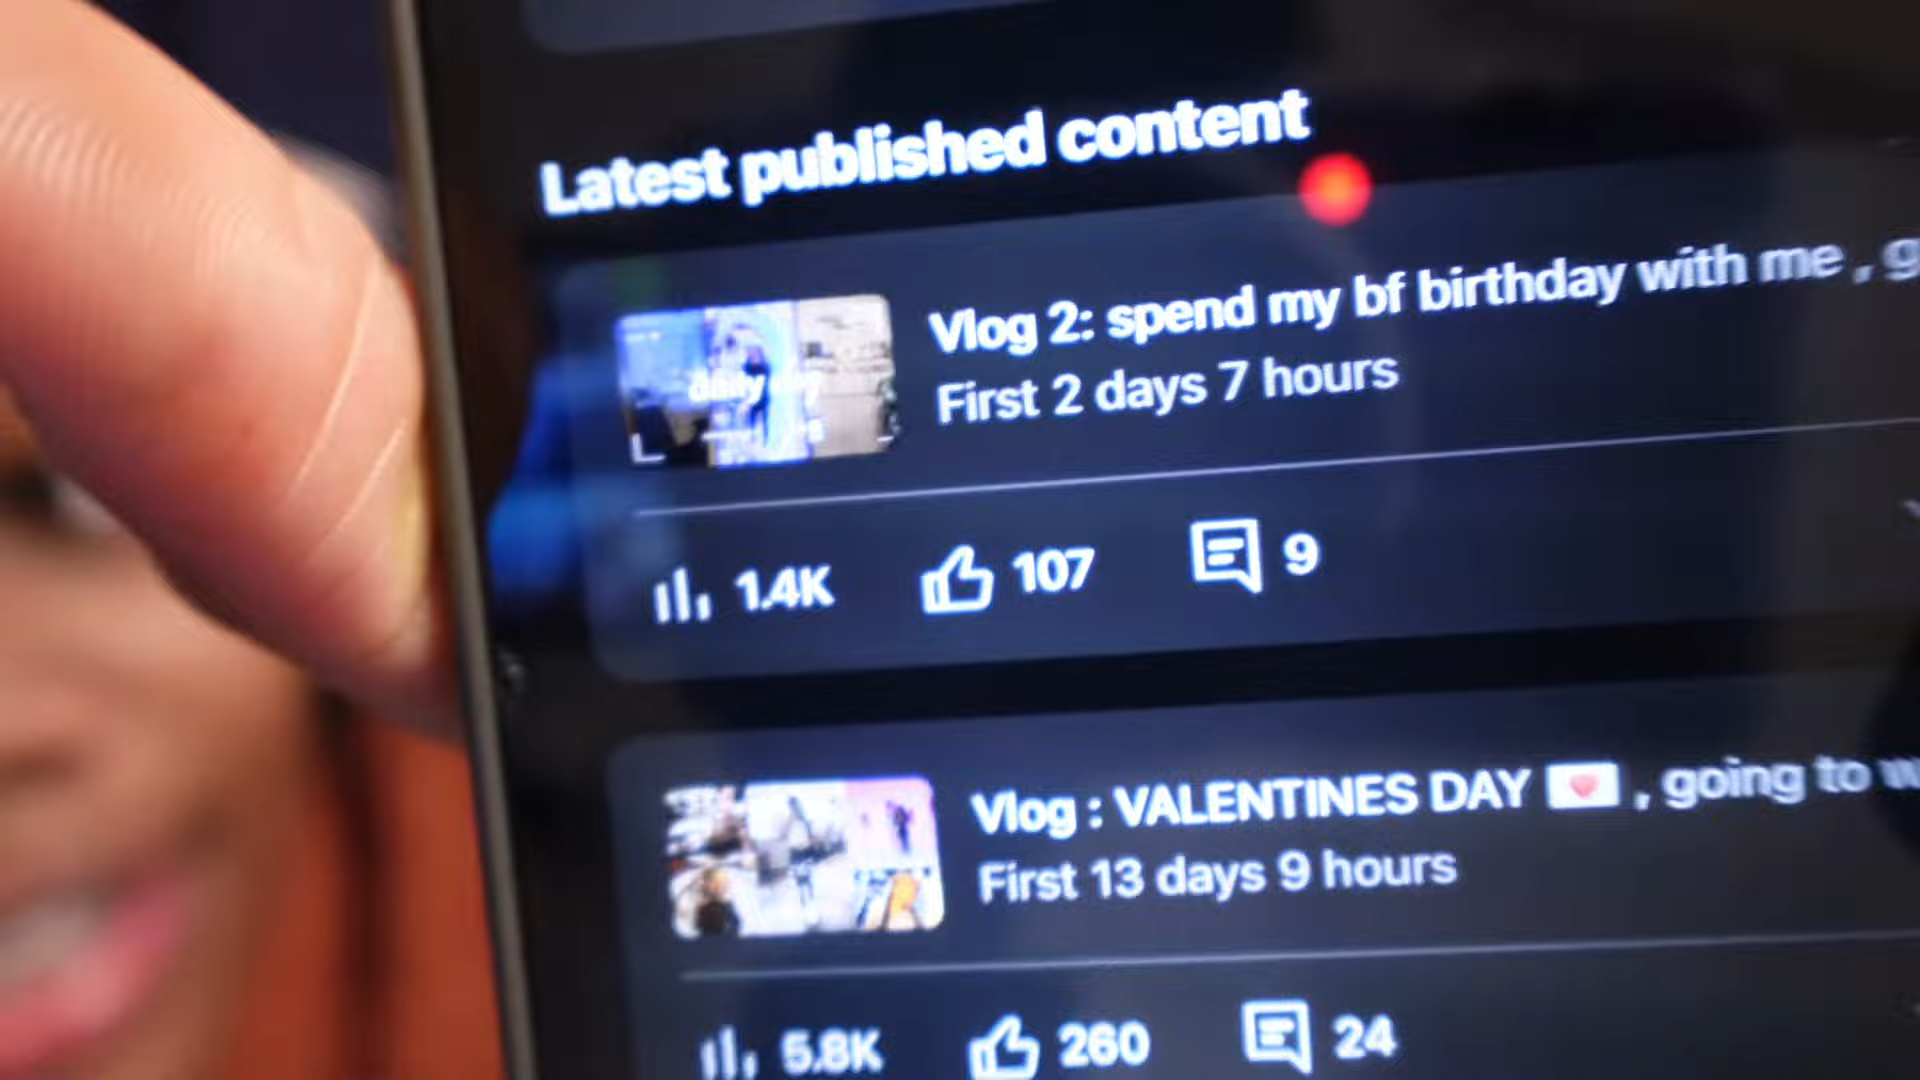 Latest published content
Vlog 2: spend my bf birthday with me , g
First 2 days 7 hours
1.4K 107 9
Vlog : VALENTINES DAY 💌 , going to w
First 13 days 9 hours
5.8K 260 24